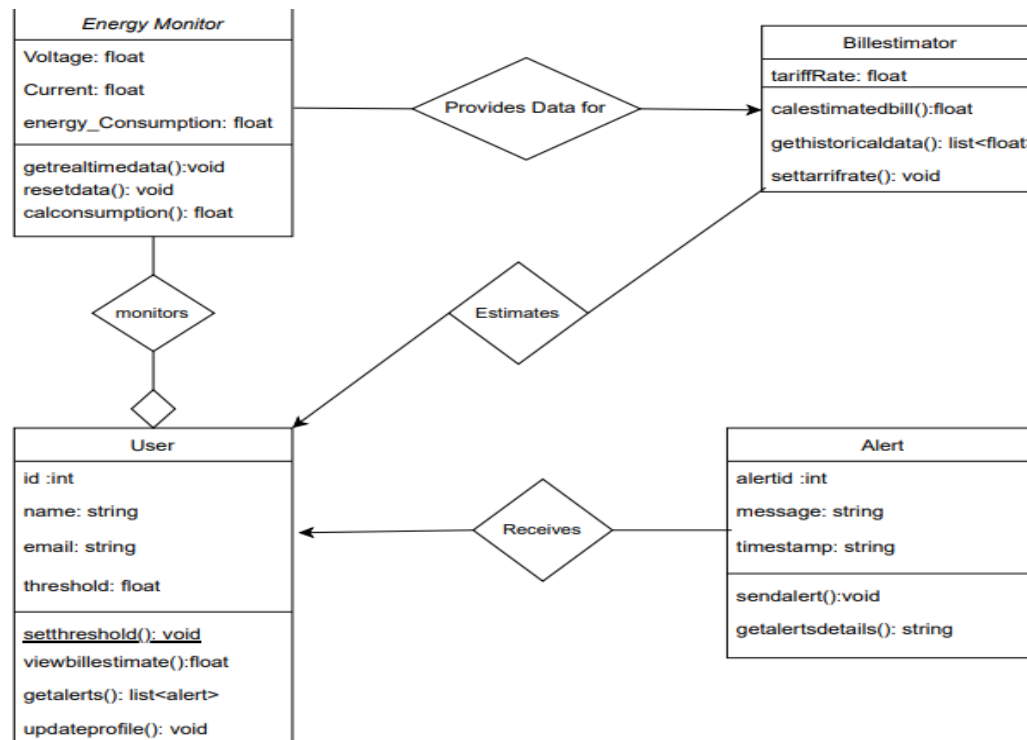 Energy Monitor
Voltage: float
Current: float
energy_Consumption: float
getrealtimedata():void
resetdata(): void
calconsumption(): float
Provides Data for
Billestimator
tariffRate: float
calestimatedbill():float
gethistoricaldata(): list<float>
settarrifrate(): void
monitors
Estimates
User
id :int
name: string
email: string
threshold: float
setthreshold(): void
viewbillestimate():float
getalerts(): list<alert>
updateprofile(): void
Receives
Alert
alertid :int
message: string
timestamp: string
sendalert():void
getalertsdetails(): string